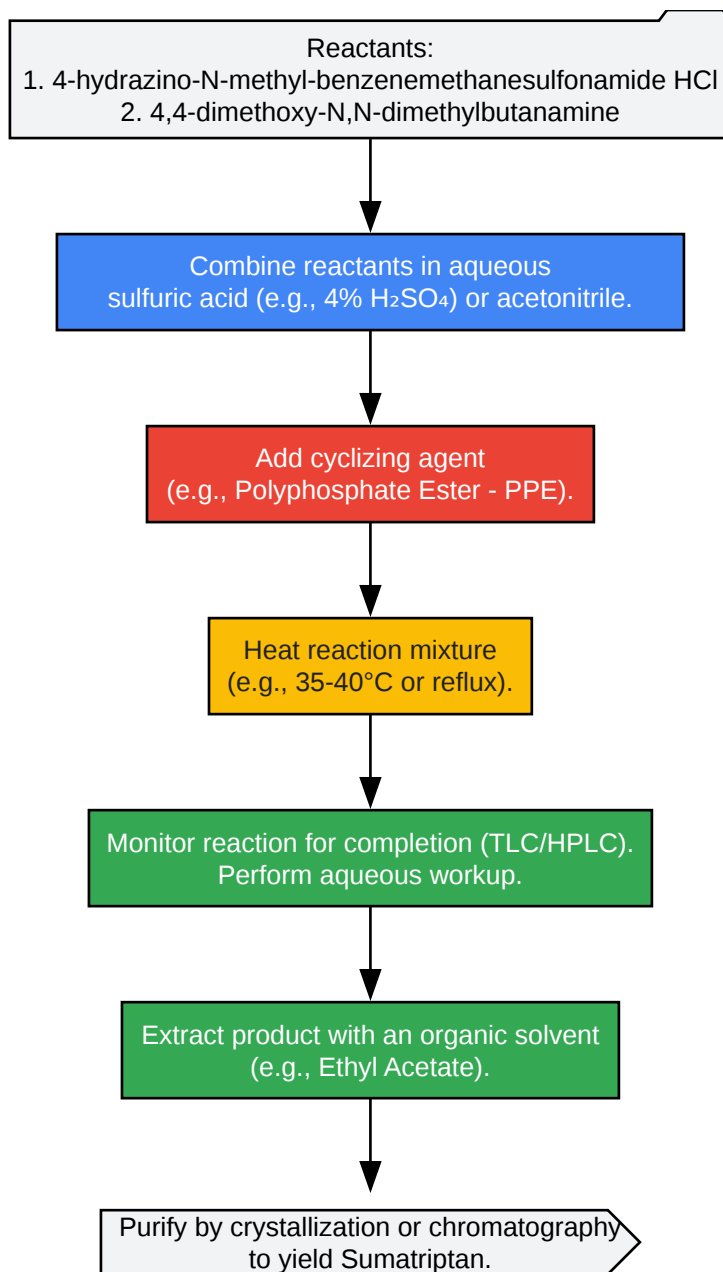 Reactants:
1. 4-hydrazino-N-methyl-benzenemethanesulfonamide HCl
2. 4,4-dimethoxy-N,N-dimethylbutanamine
Combine reactants in aqueous
sulfuric acid (e.g., 4% H₂SO₄) or acetonitrile.
Add cyclizing agent
(e.g., Polyphosphate Ester - PPE).
Heat reaction mixture
(e.g., 35-40°C or reflux).
Monitor reaction for completion (TLC/HPLC).
Perform aqueous workup.
Extract product with an organic solvent
(e.g., Ethyl Acetate).
Purify by crystallization or chromatography
to yield Sumatriptan.